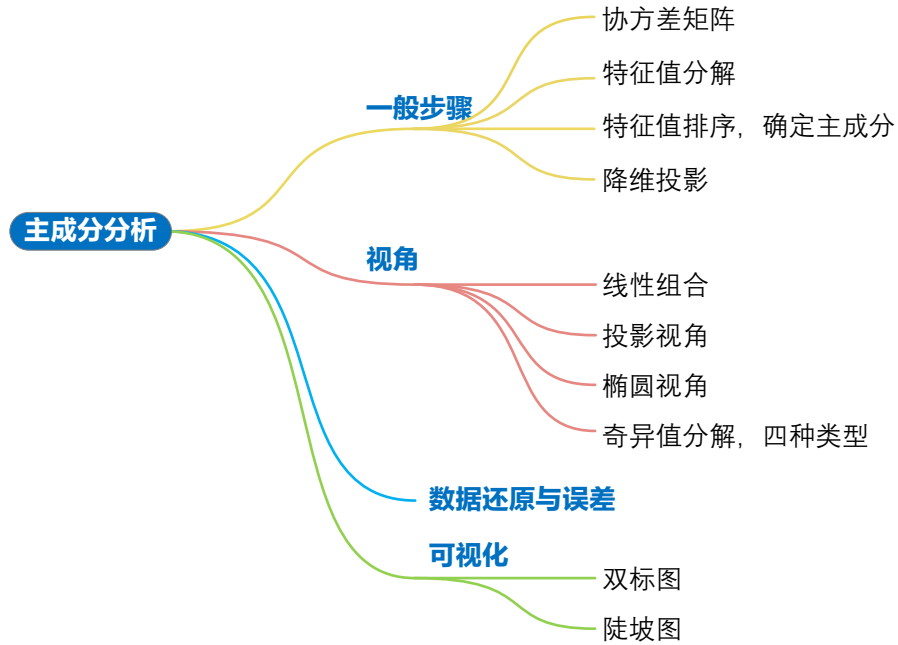 主成分分析
一般步骤
协方差矩阵
特征值分解
特征值排序，确定主成分
降维投影
视角
线性组合
投影视角
椭圆视角
奇异值分解，四种类型
数据还原与误差
可视化
双标图
陡坡图